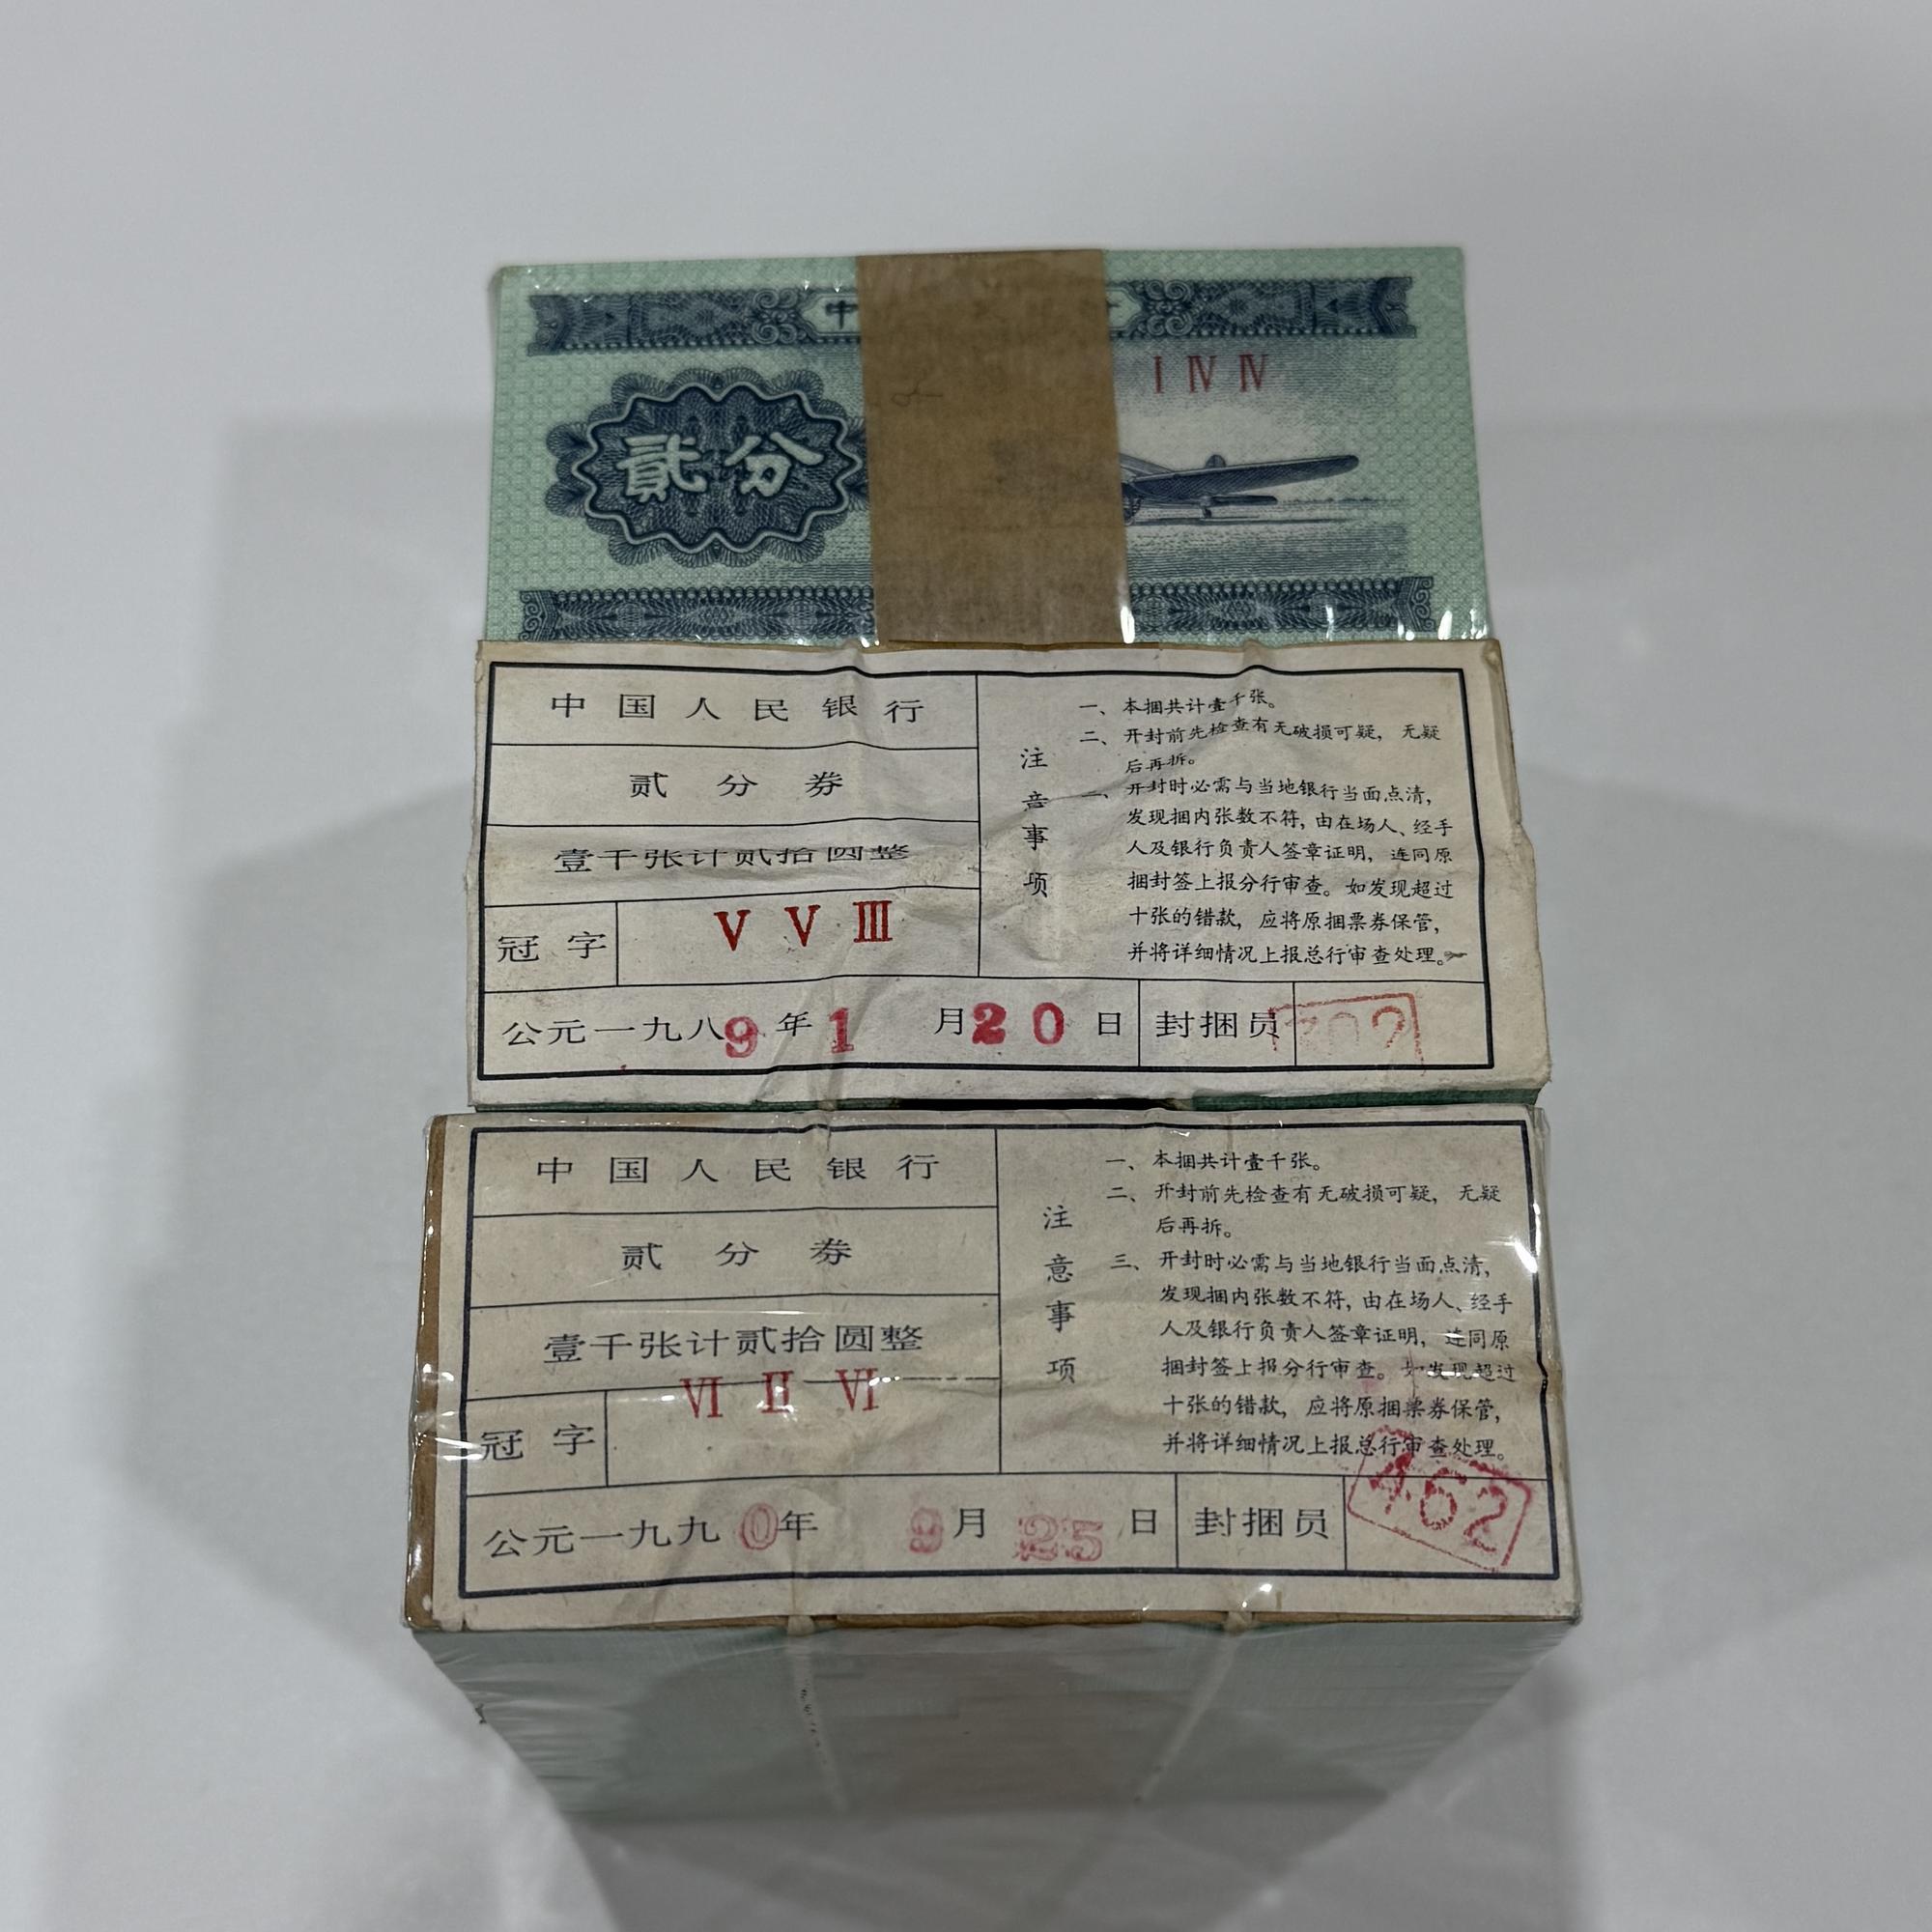 中
Ⅰ Ⅳ Ⅳ
貳分
中国人民银行
贰分券
壹千张计贰拾圆整
冠字
Ⅴ Ⅴ Ⅲ
注意事项
一、本捆共计壹千张。
二、开封前先检查有无破损可疑，无疑
后再拆。
三、开封时必需与当地银行当面点清，
发现捆内张数不符，由在场人、经手
人及银行负责人签章证明，连同原
捆封签上报分行审查。如发现超过
十张的错款，应将原捆票券保管，
并将详细情况上报总行审查处理。
公元一九八9年1月20日 封捆员
中国人民银行
贰分券
壹千张计贰拾圆整
冠字
Ⅵ Ⅱ Ⅵ
注意事项
一、本捆共计壹千张。
二、开封前先检查有无破损可疑，无疑
后再拆。
三、开封时必需与当地银行当面点清，
发现捆内张数不符，由在场人、经手
人及银行负责人签章证明，连同原
捆封签上报分行审查。如发现超过
十张的错款，应将原捆票券保管，
并将详细情况上报总行审查处理。
公元一九九0年9月25日 封捆员